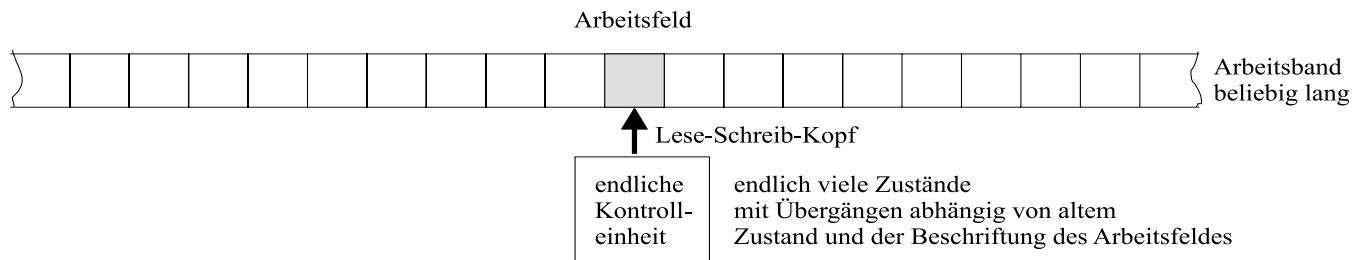 Arbeitsfeld
Arbeitsband
beliebig lang
Lese-Schreib-Kopf
endliche
Kontroll-
einheit
endlich viele Zustände
mit Übergängen abhängig von altem
Zustand und der Beschriftung des Arbeitsfeldes